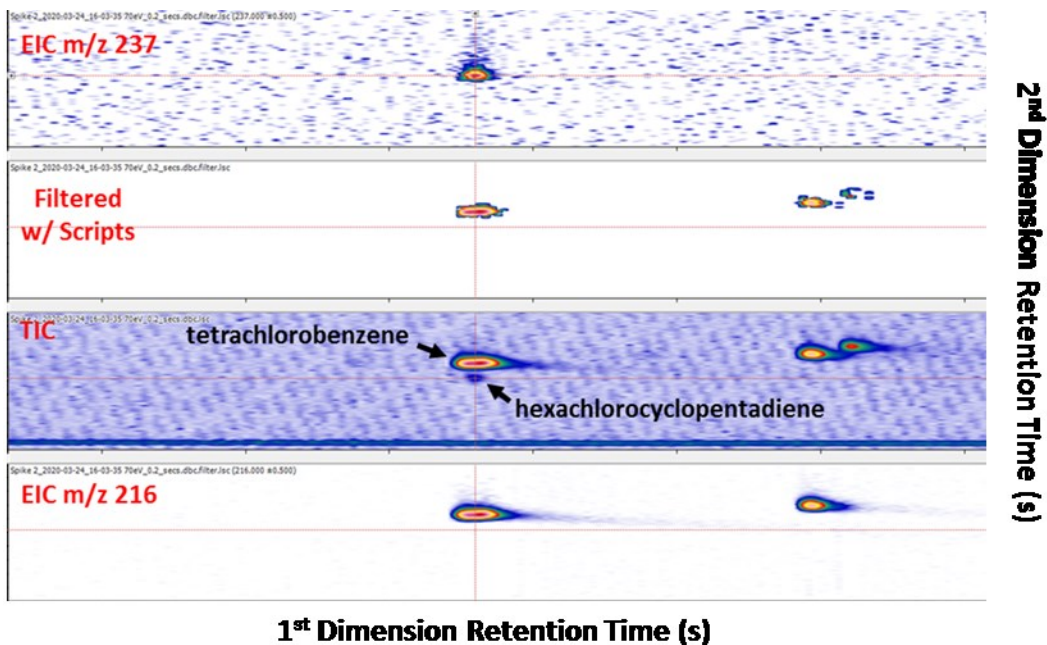 Spike 2_2020-03-24_16-03-35 70eV_0.2_secs.dbc.filter.lsc (237.000 ±0.500)
EIC m/z 237
Spike 2_2020-03-24_16-03-35 70eV_0.2_secs.dbc.filter.lsc
Filtered
w/ Scripts
Spike 2_2020-03-24_16-03-35 70eV_0.2_secs.dbc.lsc
TIC
tetrachlorobenzene
hexachlorocyclopentadiene
Spike 2_2020-03-24_16-03-35 70eV_0.2_secs.dbc.filter.lsc (216.000 ±0.500)
EIC m/z 216
1st Dimension Retention Time (s)
2nd Dimension Retention Time (s)